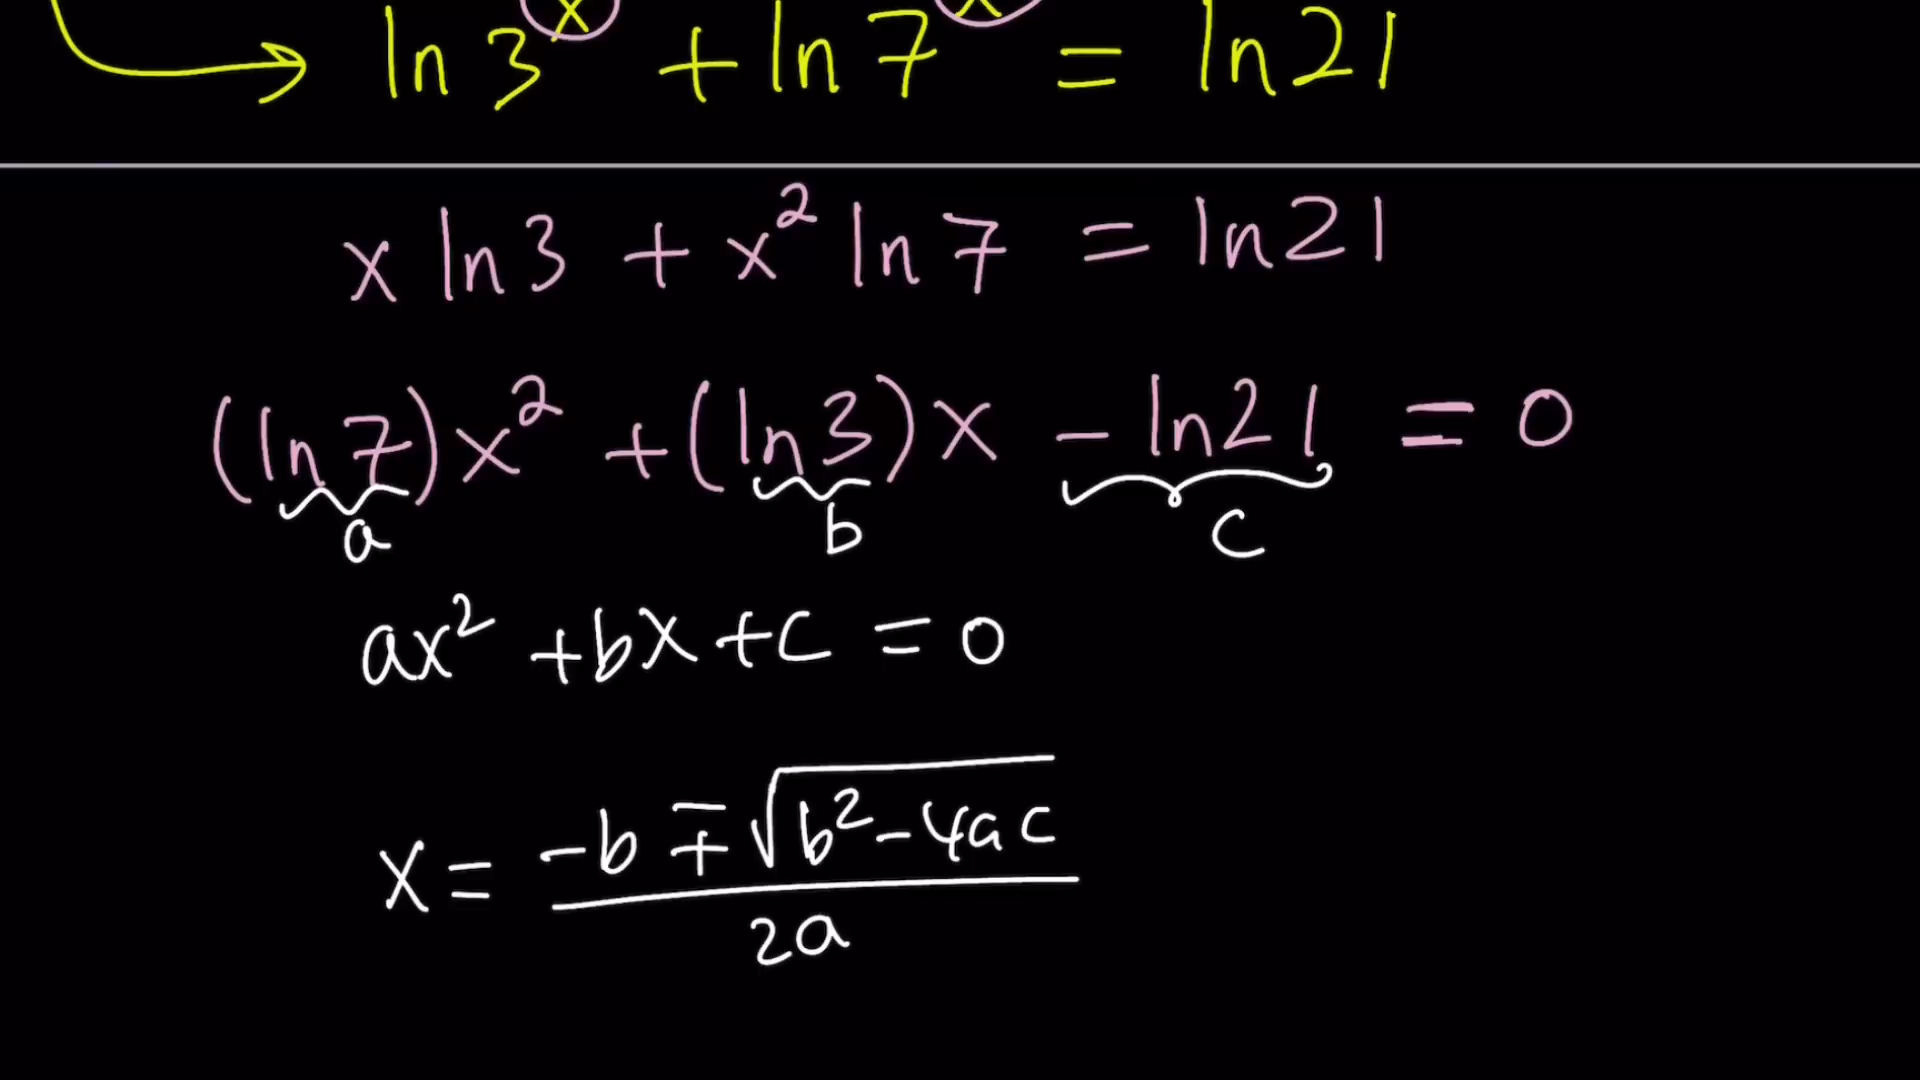 ln 3^x + ln 7^x = ln 21
x ln 3 + x² ln 7 = ln 21
(ln 7)x² + (ln 3)x - ln 21 = 0
a b c
ax² + bx + c = 0
x = (-b ∓ √(b² - 4ac)) / 2a